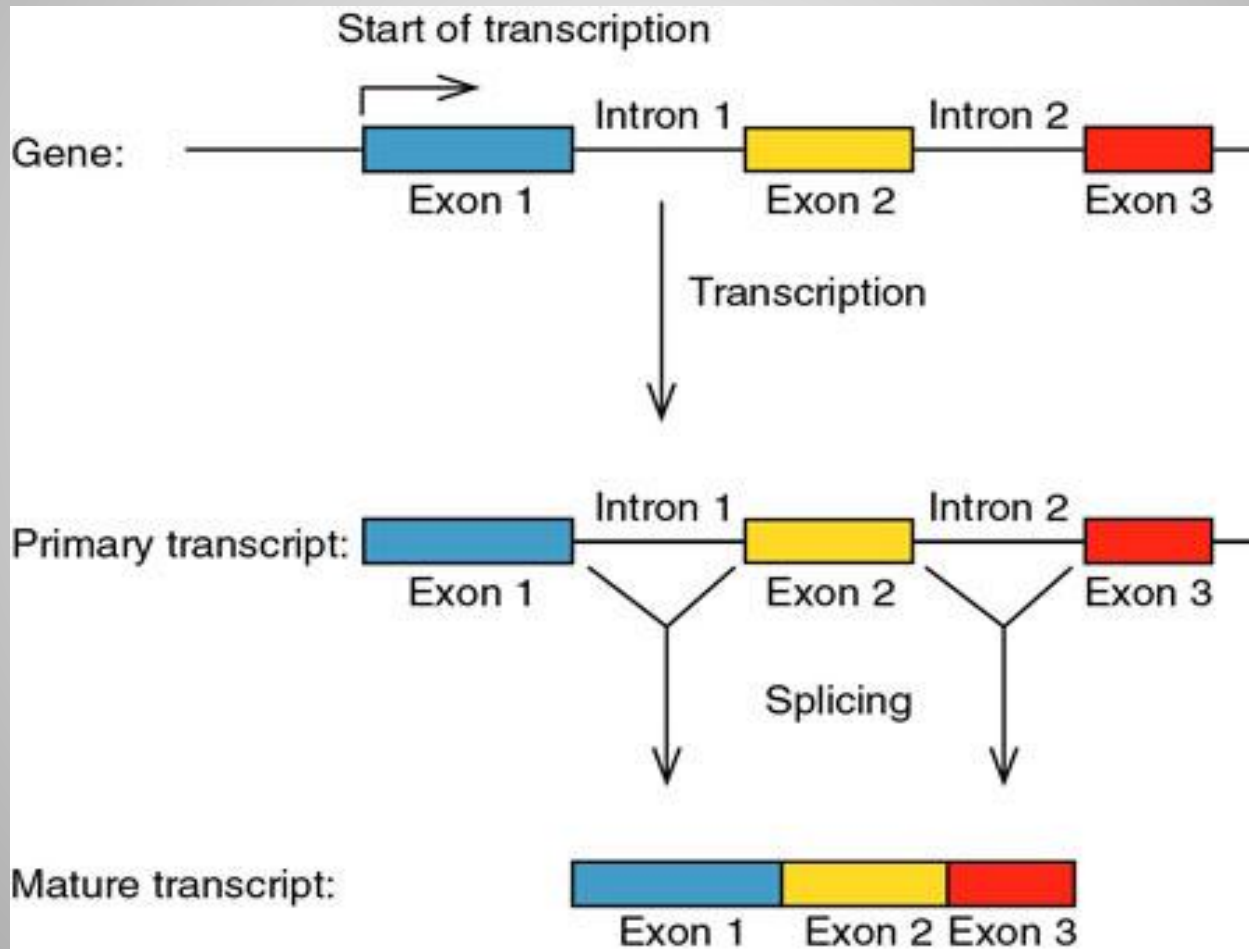 Start of transcription
Intron 1 Intron 2
Gene:
Exon 1 Exon 2 Exon 3
Transcription
Intron 1 Intron 2
Primary transcript:
Exon 1 Exon 2 Exon 3
Splicing
Mature transcript:
Exon 1 Exon 2 Exon 3